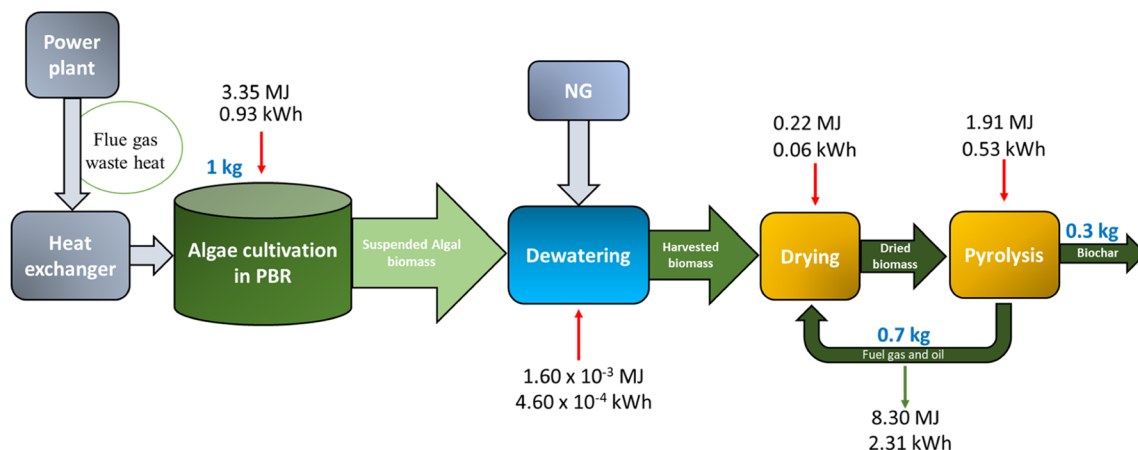 Power
plant
Flue gas
waste heat
Heat
exchanger
3.35 MJ
0.93 kWh
1 kg
Algae cultivation
in PBR
Suspended Algal
biomass
NG
Dewatering
1.60 x 10⁻³ MJ
4.60 x 10⁻⁴ kWh
Harvested
biomass
0.22 MJ
0.06 kWh
Drying
Dried
biomass
1.91 MJ
0.53 kWh
Pyrolysis
0.3 kg
Biochar
0.7 kg
Fuel gas and oil
8.30 MJ
2.31 kWh